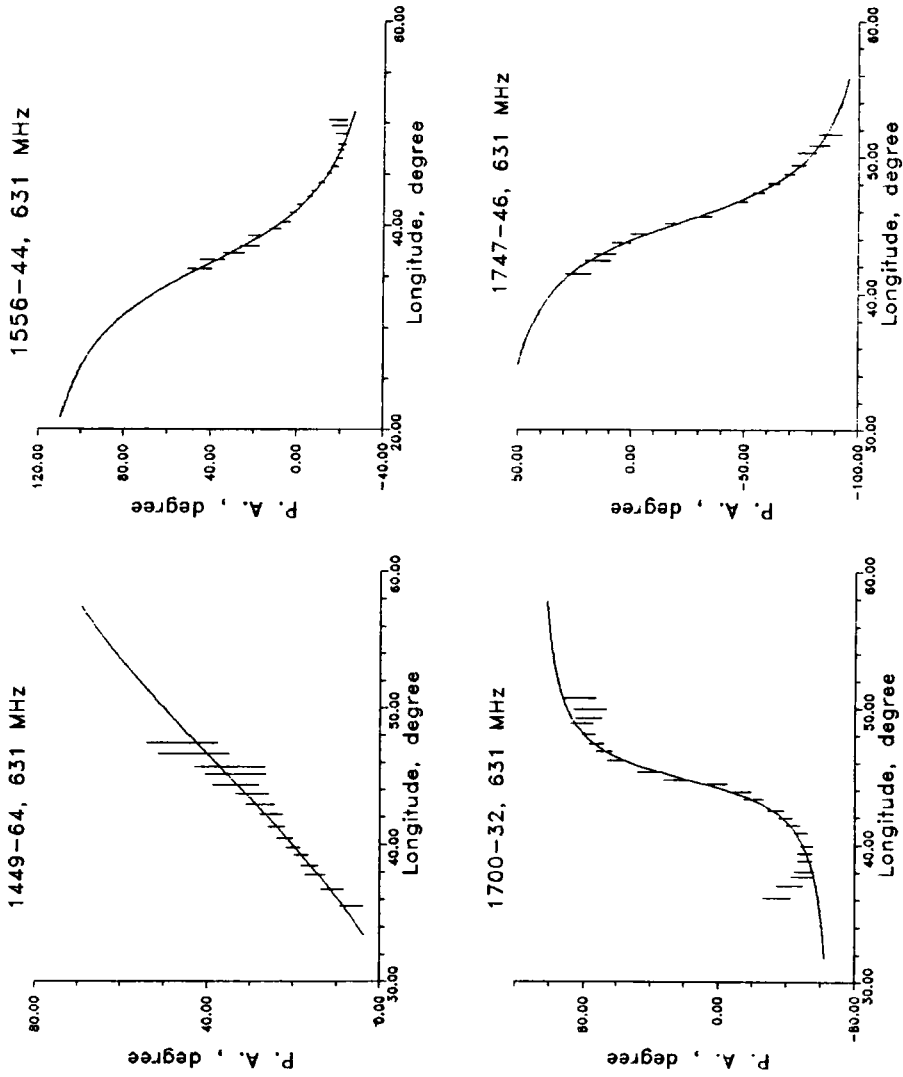 1449-64, 631 MHz
80.00
40.00
0.00
P. A. , degree
30.00 40.00 50.00 60.00
Longitude, degree
1556-44, 631 MHz
120.00
80.00
40.00
0.00
-40.00
P. A. , degree
20.00 40.00 60.00
Longitude, degree
1700-32, 631 MHz
80.00
0.00
-80.00
P. A. , degree
30.00 40.00 50.00 60.00
Longitude, degree
1747-46, 631 MHz
50.00
0.00
-50.00
-100.00
P. A. , degree
30.00 40.00 50.00 60.00
Longitude, degree